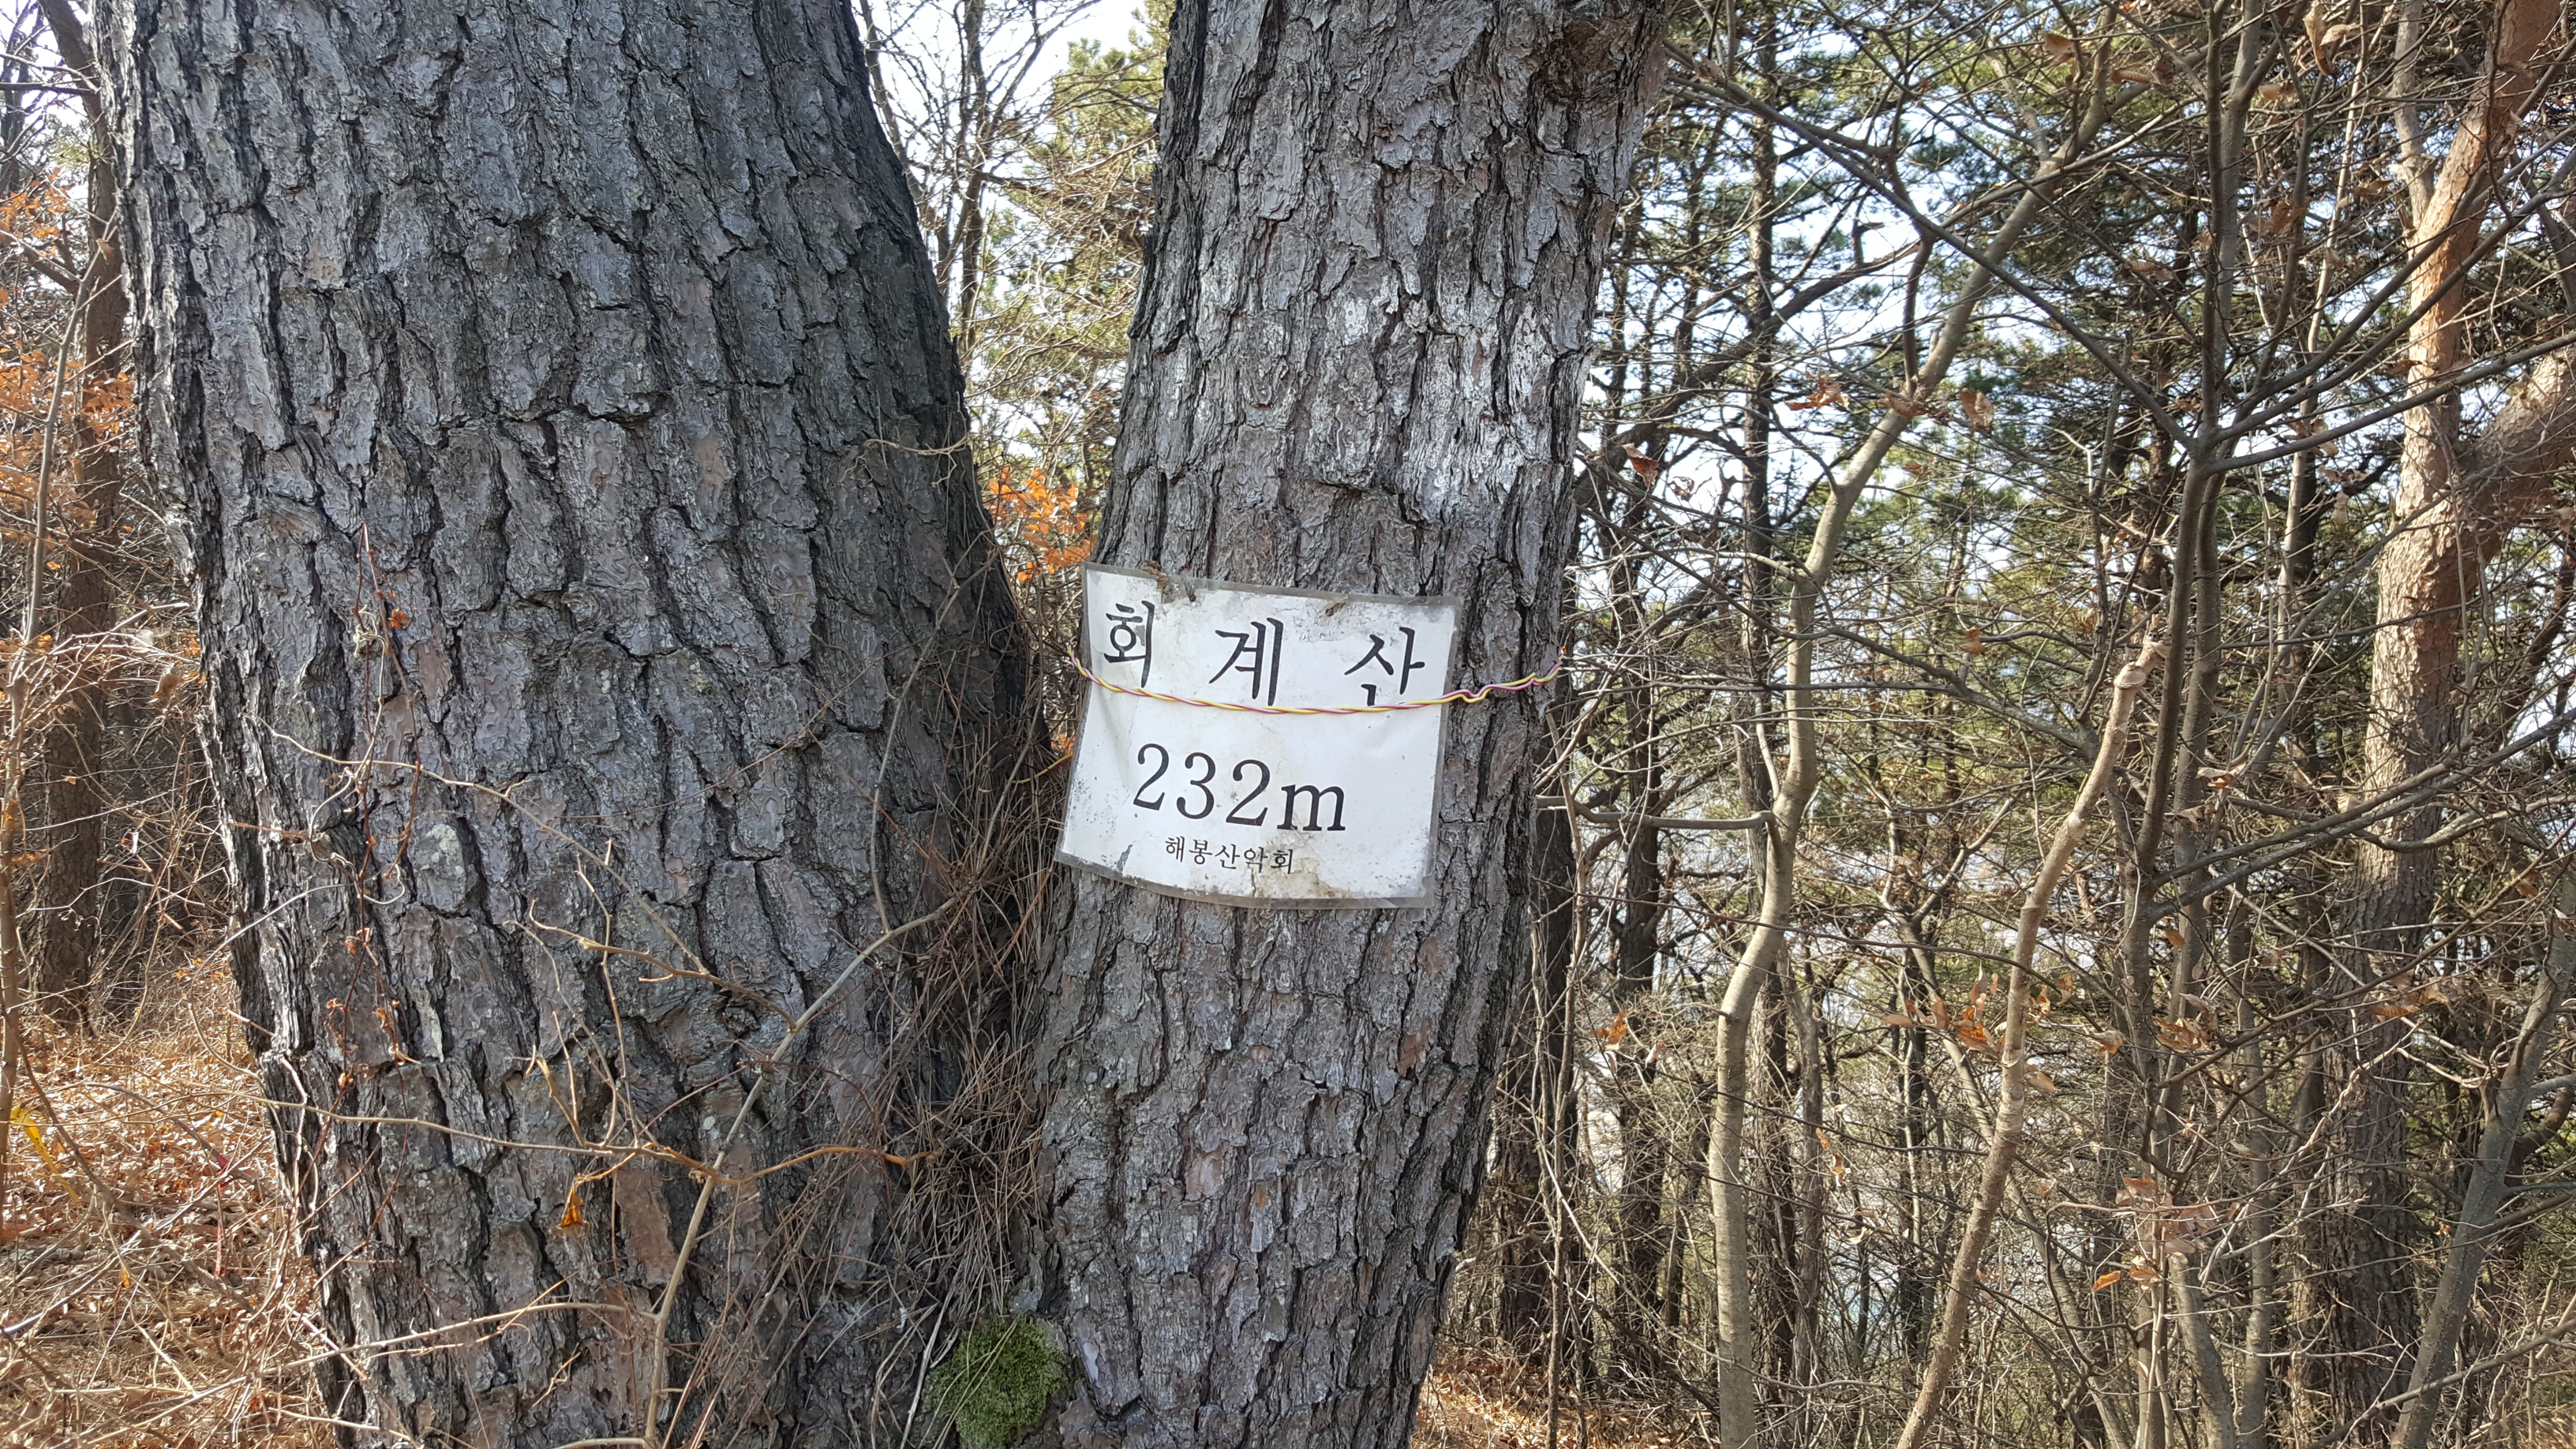 회 계 산
232m
해봉산악회